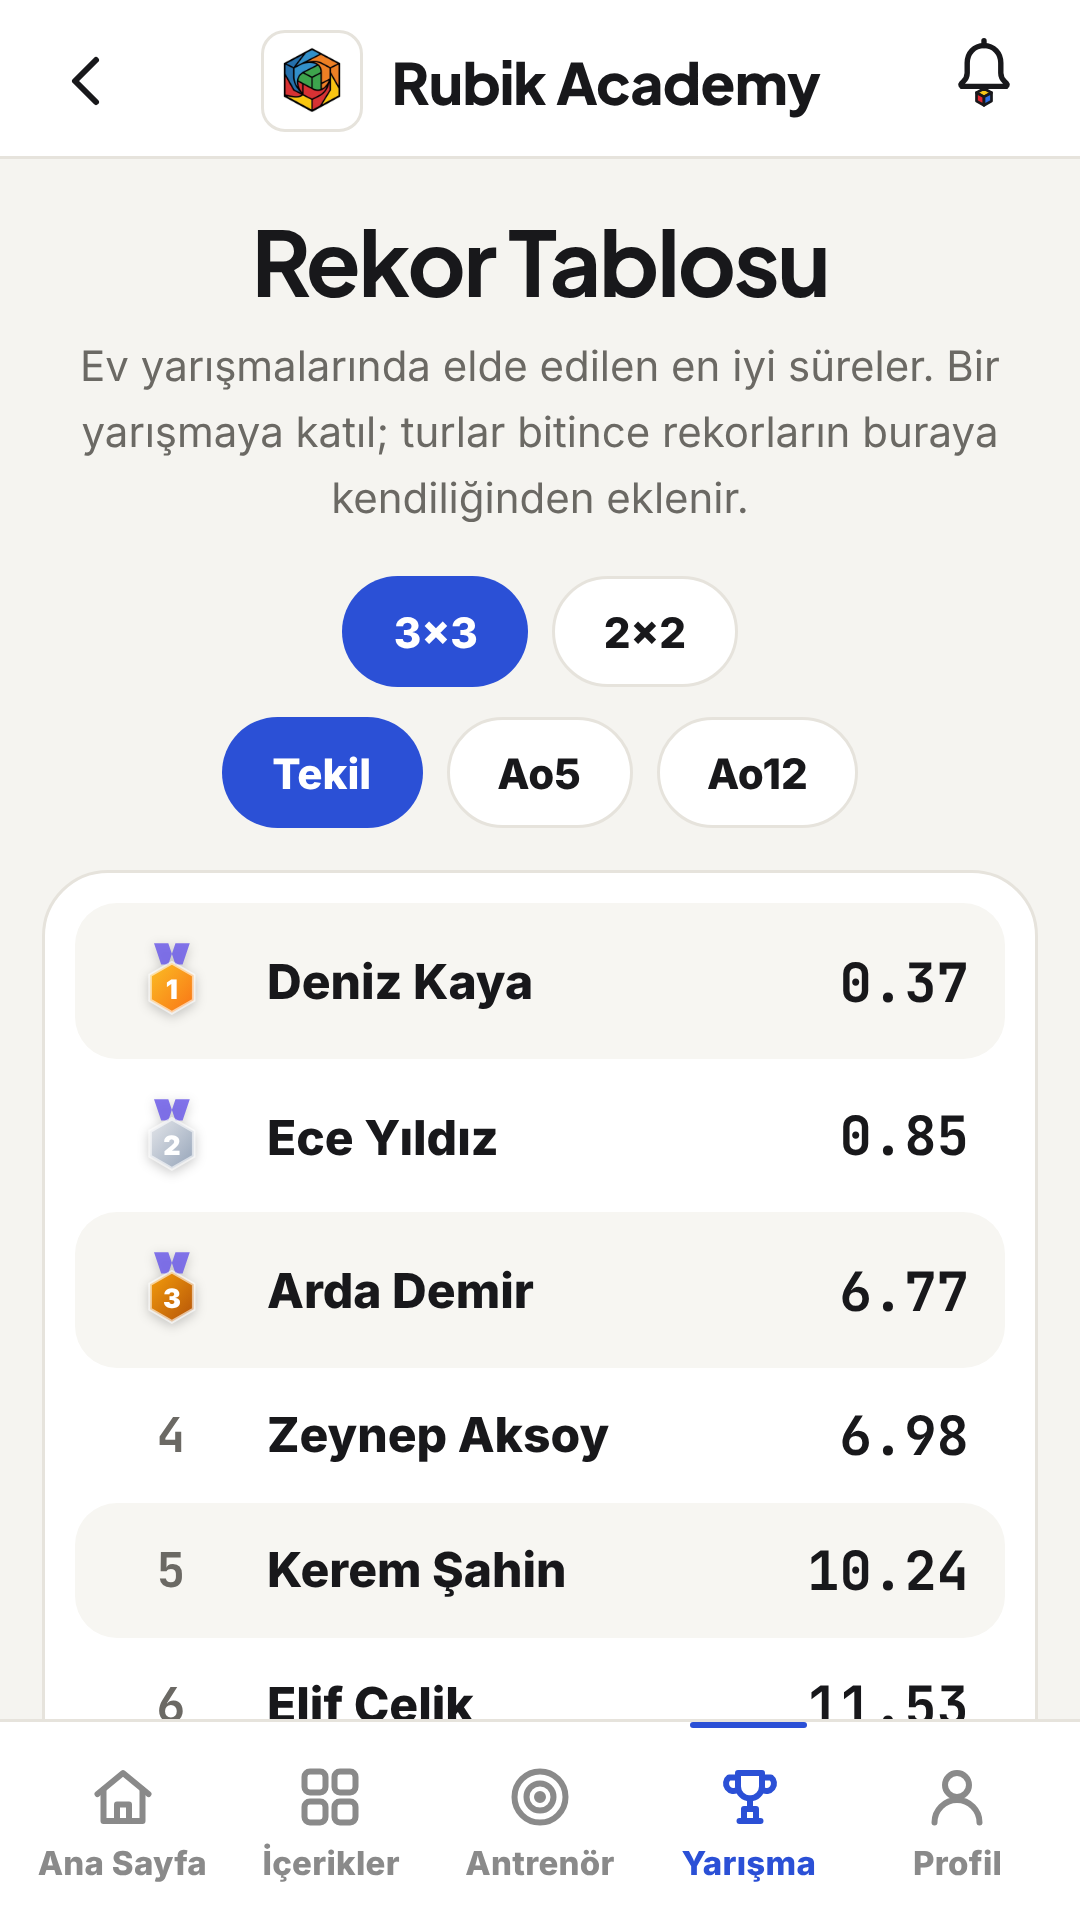 Rubik Academy
Rekor Tablosu
Ev yarışmalarında elde edilen en iyi süreler. Bir
yarışmaya katıl; turlar bitince rekorların buraya
kendiliğinden eklenir.
3×3 2×2
Tekil Ao5 Ao12
1 Deniz Kaya 0.37
2 Ece Yıldız 0.85
3 Arda Demir 6.77
4 Zeynep Aksoy 6.98
5 Kerem Şahin 10.24
6 Elif Çelik 11.53
Ana Sayfa İçerikler Antrenör Yarışma Profil